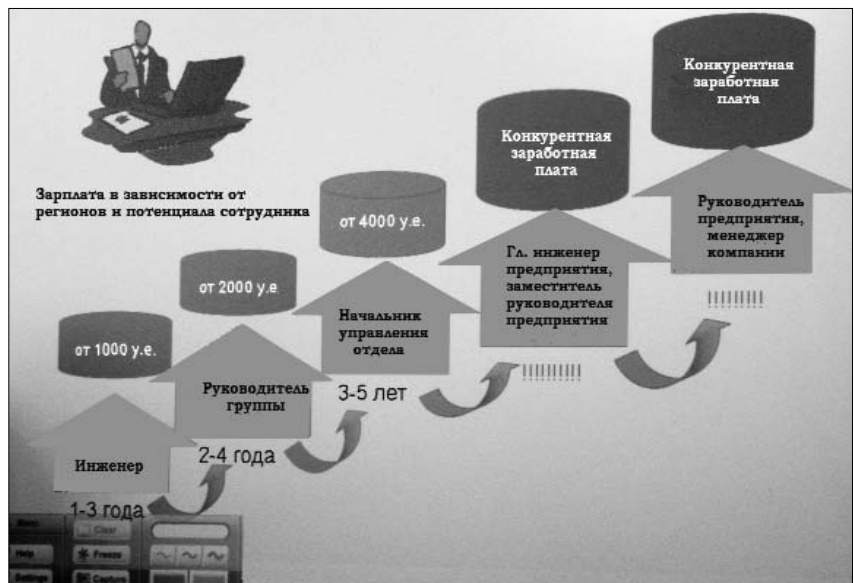 Конкурентная
заработная
плата
Конкурентная
заработная
плата
Зарплата в зависимости от
регионов и потенциала сотрудника
от 4000 у.е.
Руководитель
предприятия,
менеджер
компании
от 2000 у.е
Гл. инженер
предприятия,
заместитель
руководителя
предприятия
!!!!!!!!!
от 1000 у.е.
Начальник
управления
отдела
!!!!!!!!!!
Руководитель
группы
3-5 лет
Инженер
2-4 года
1-3 года
Menu
Clear
Help
Freeze
Settings
Capture